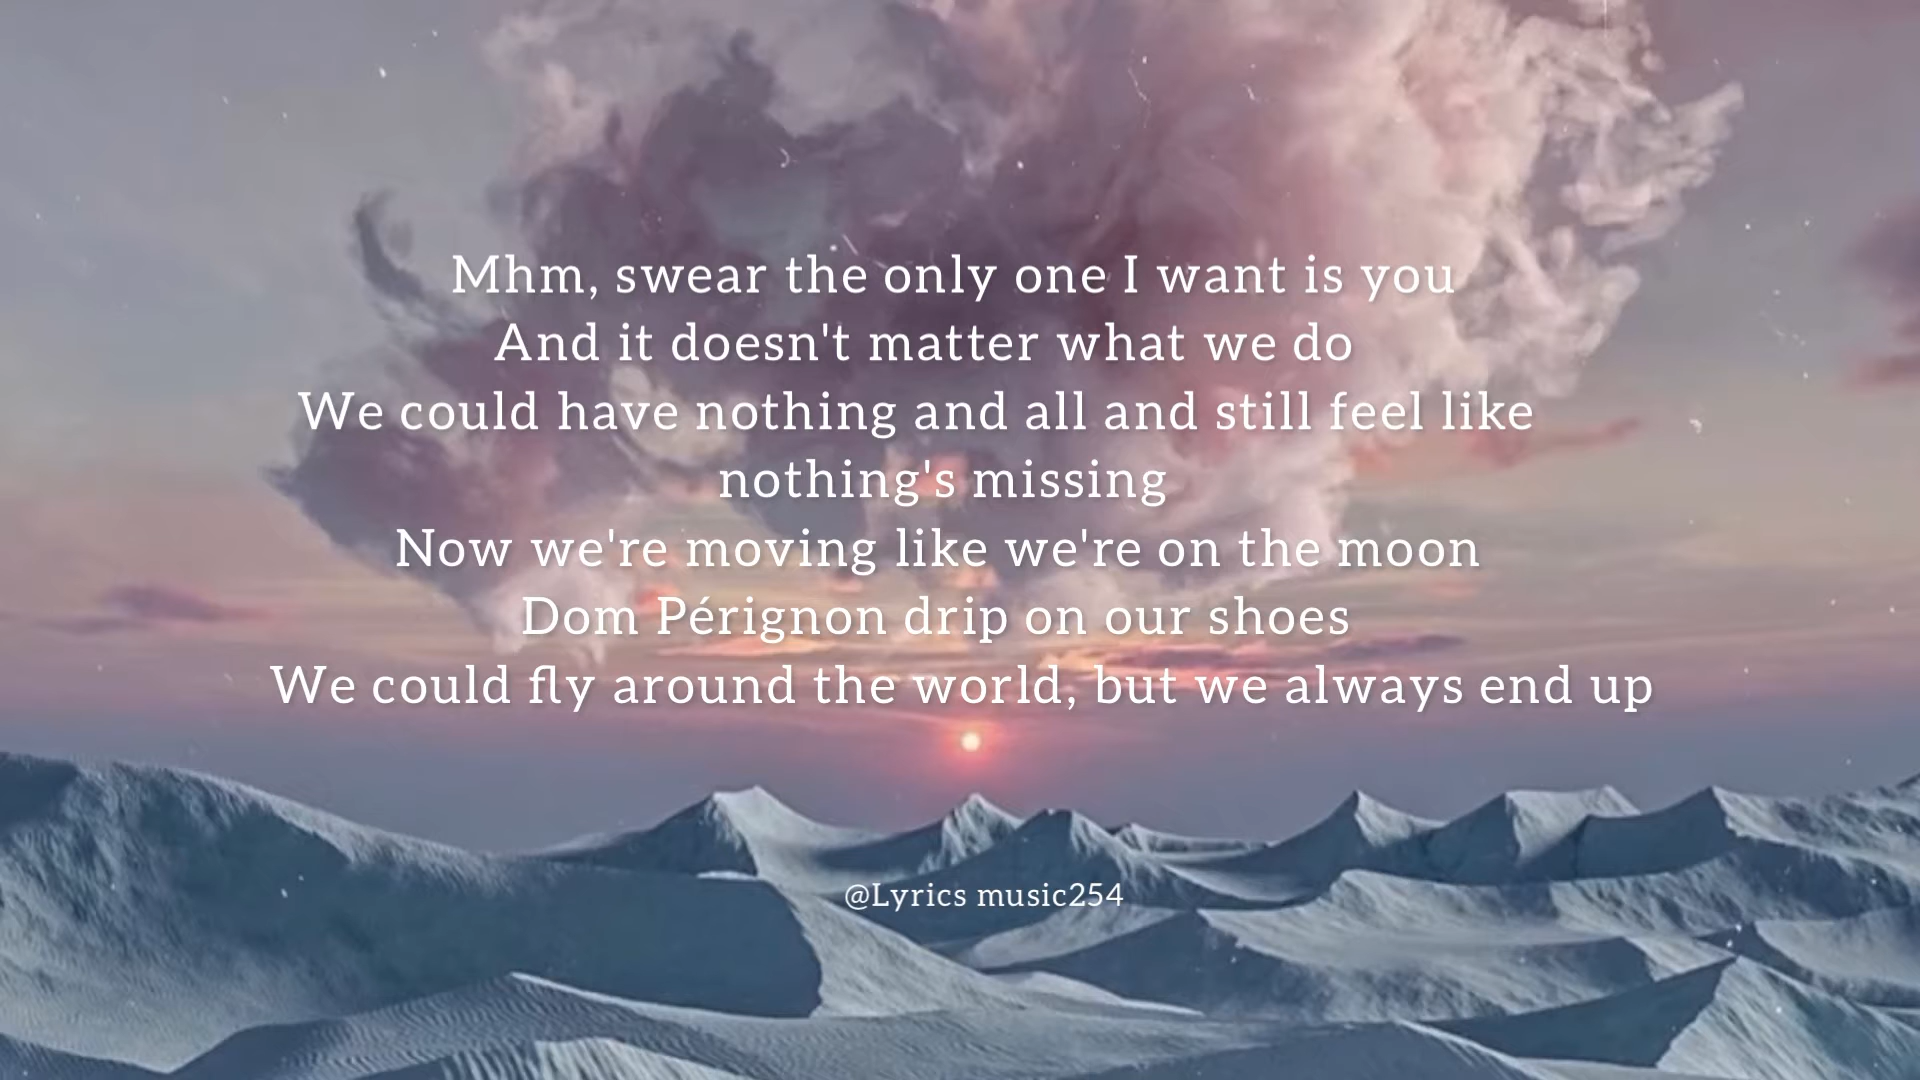 Mhm, swear the only one I want is you
And it doesn't matter what we do
We could have nothing and all and still feel like
nothing's missing
Now we're moving like we're on the moon
Dom Pérignon drip on our shoes
We could fly around the world, but we always end up
@Lyrics music254